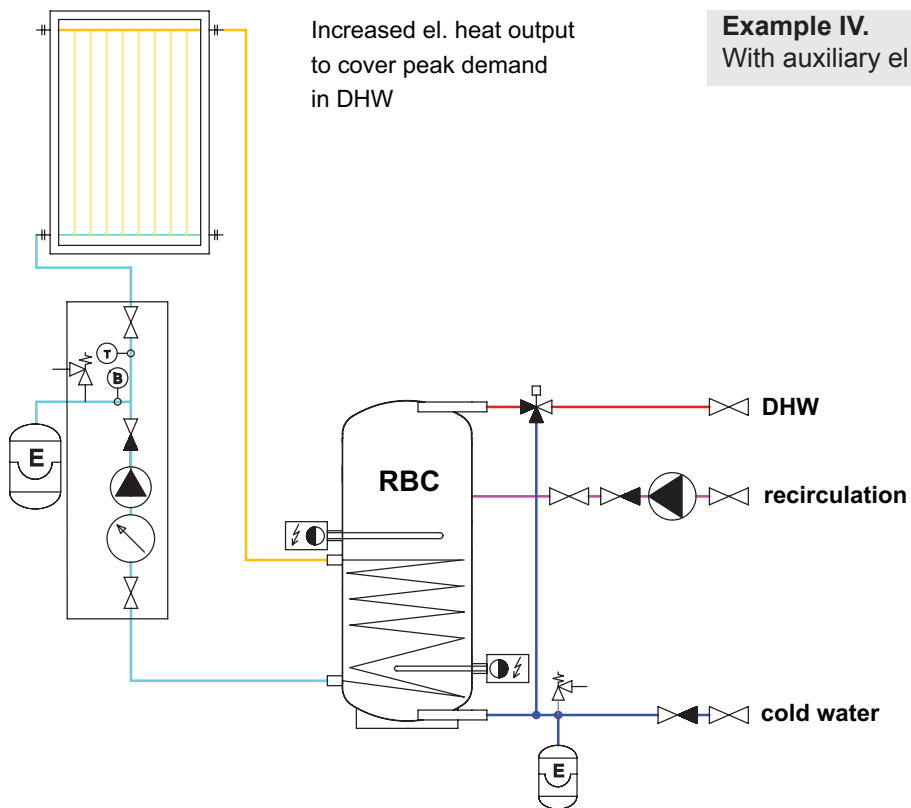 Increased el. heat output
to cover peak demand
in DHW
Example IV.
With auxiliary el
T
B
E
RBC
DHW
recirculation
cold water
E